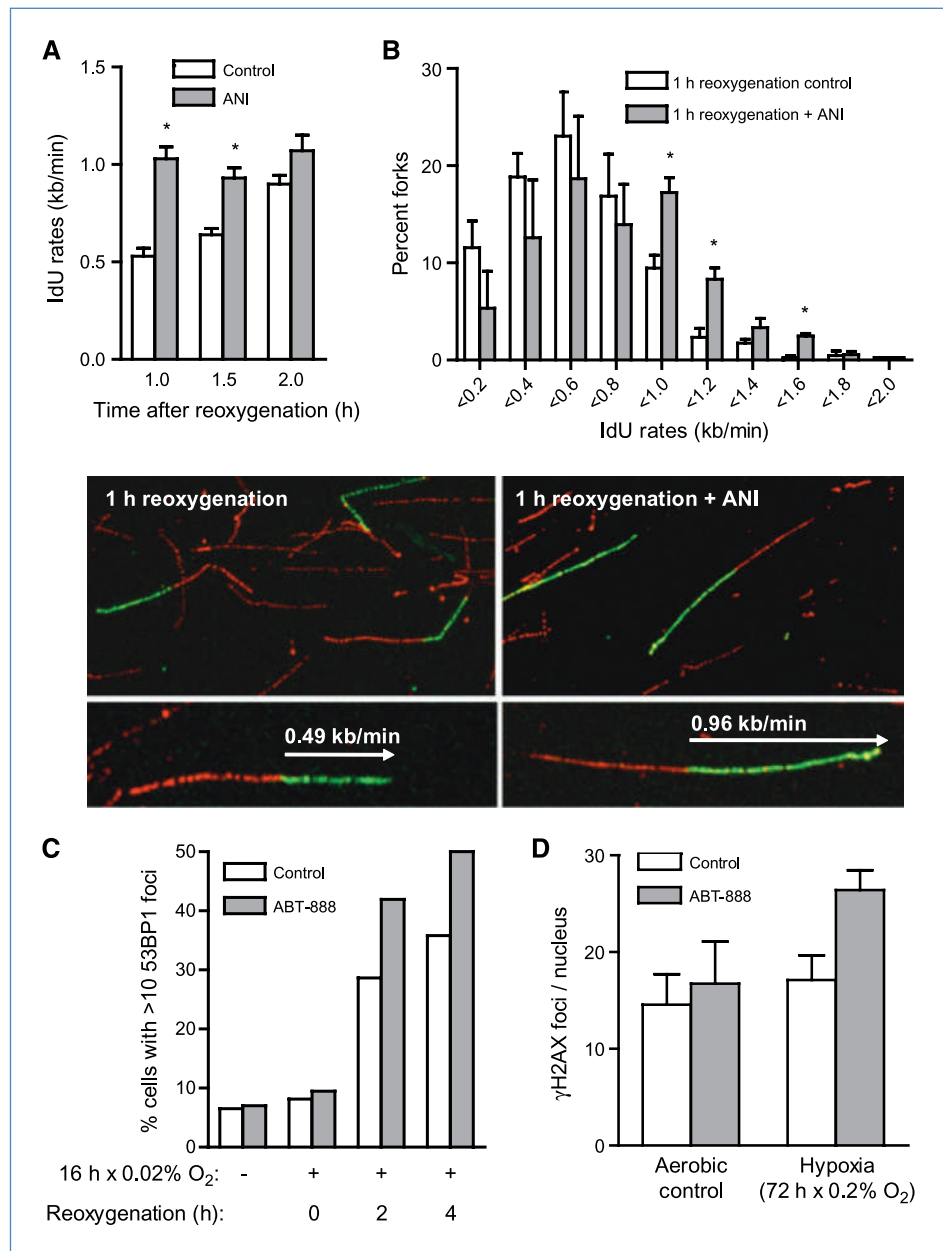 A
1.5
1.0
0.5
0.0
IdU rates (kb/min)
Control
ANI
*
*
1.0 1.5 2.0
Time after reoxygenation (h)
B
30
20
10
0
Percent forks
1 h reoxygenation control
1 h reoxygenation + ANI
*
*
*
<0.2 <0.4 <0.6 <0.8 <1.0 <1.2 <1.4 <1.6 <1.8 <2.0
IdU rates (kb/min)
1 h reoxygenation
1 h reoxygenation + ANI
0.49 kb/min
0.96 kb/min
C
50
40
30
20
10
0
% cells with >10 53BP1 foci
Control
ABT-888
16 h x 0.02% O₂: - + + +
Reoxygenation (h): 0 2 4
D
30
20
10
0
γH2AX foci / nucleus
Control
ABT-888
Aerobic control
Hypoxia (72 h x 0.2% O₂)